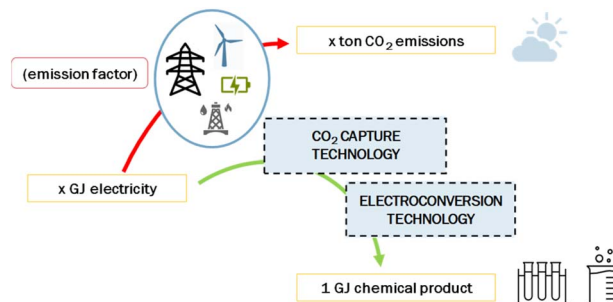 x ton CO₂ emissions
(emission factor)
CO₂ CAPTURE
TECHNOLOGY
x GJ electricity
ELECTROCONVERSION
TECHNOLOGY
1 GJ chemical product